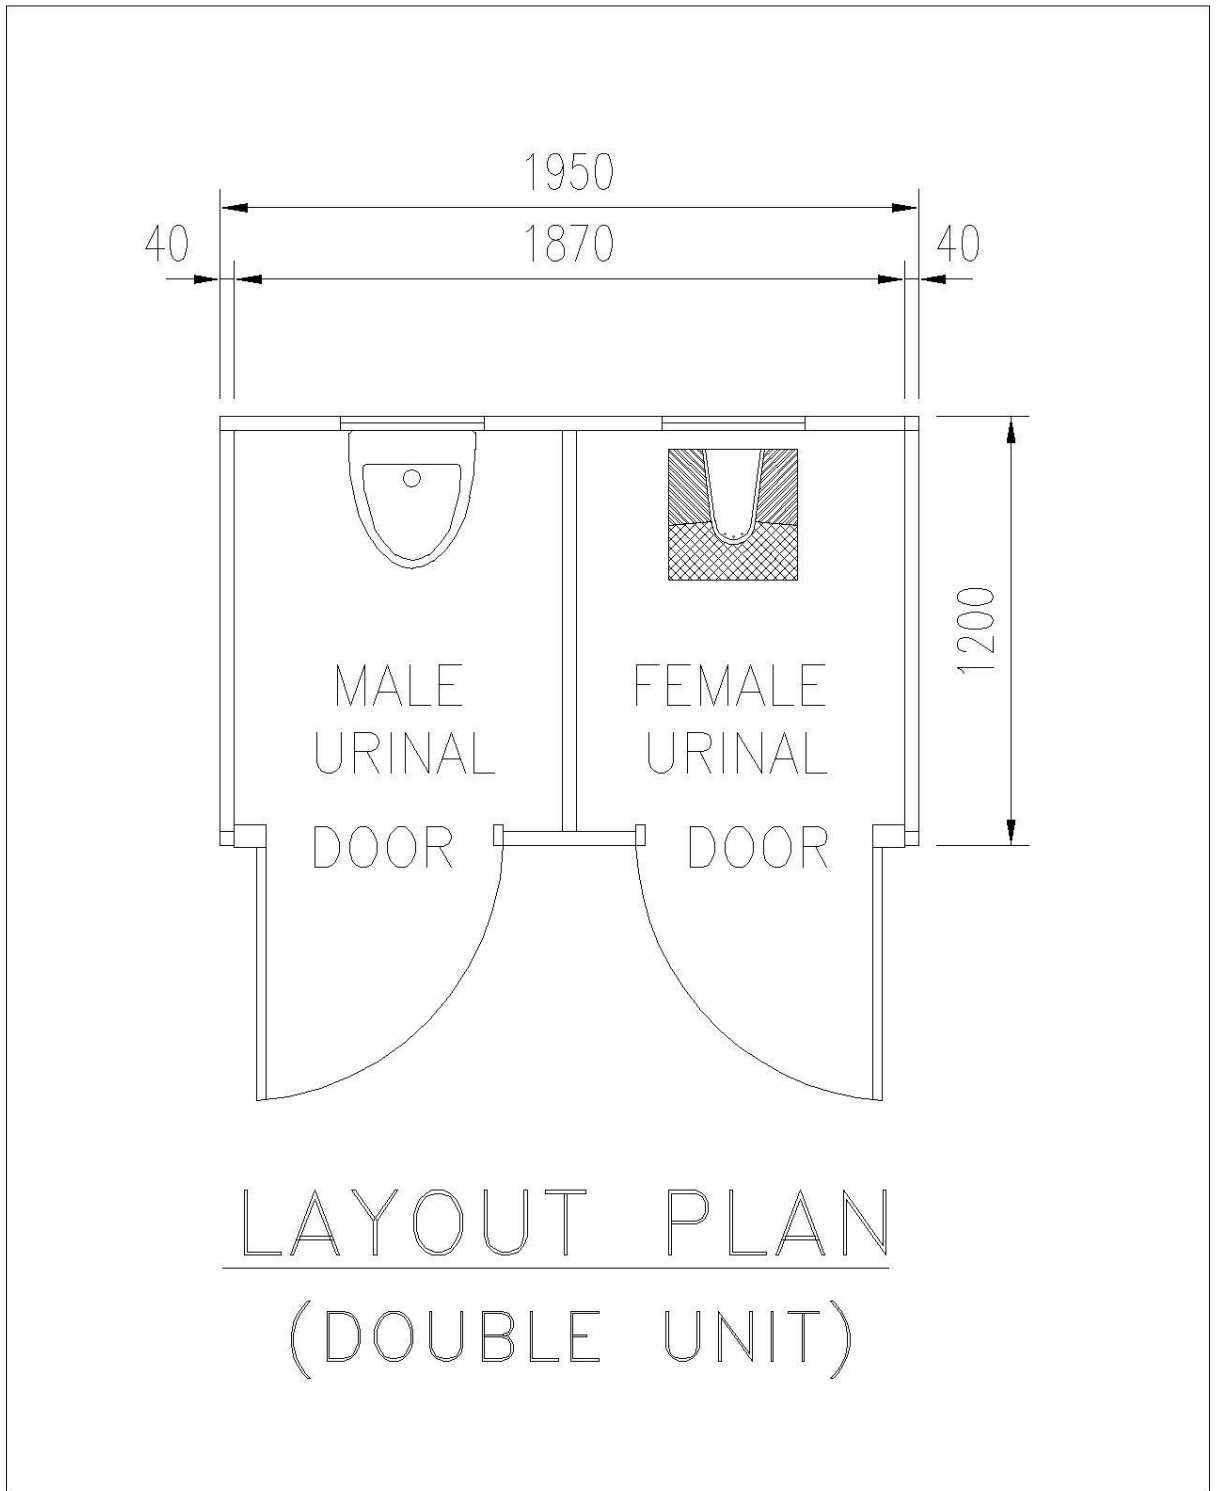 1950
40 1870 40
1200
MALE FEMALE
URINAL URINAL
DOOR DOOR
LAYOUT PLAN
(DOUBLE UNIT)